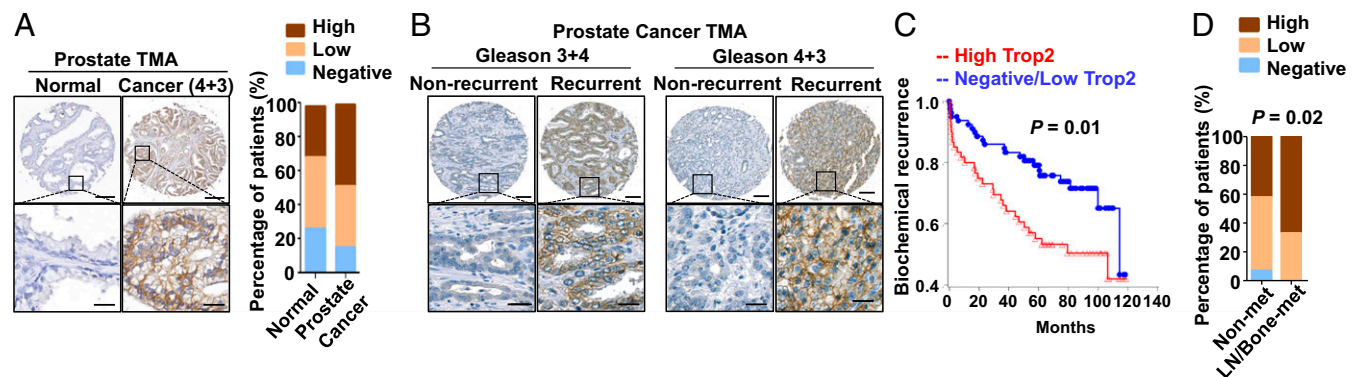 A
Prostate TMA
Normal
Cancer (4+3)
High
Low
Negative
Percentage of patients (%)
100
80
60
40
20
0
Normal
Prostate
Cancer
B
Prostate Cancer TMA
Gleason 3+4
Gleason 4+3
Non-recurrent
Recurrent
Non-recurrent
Recurrent
C
-- High Trop2
-- Negative/Low Trop2
P = 0.01
Biochemical recurrence
1.0
0.8
0.6
0.4
0
20
40
60
80
100
120
140
Months
D
High
Low
Negative
P = 0.02
Percentage of patients (%)
100
80
60
40
20
0
Non-met
LN/Bone-met